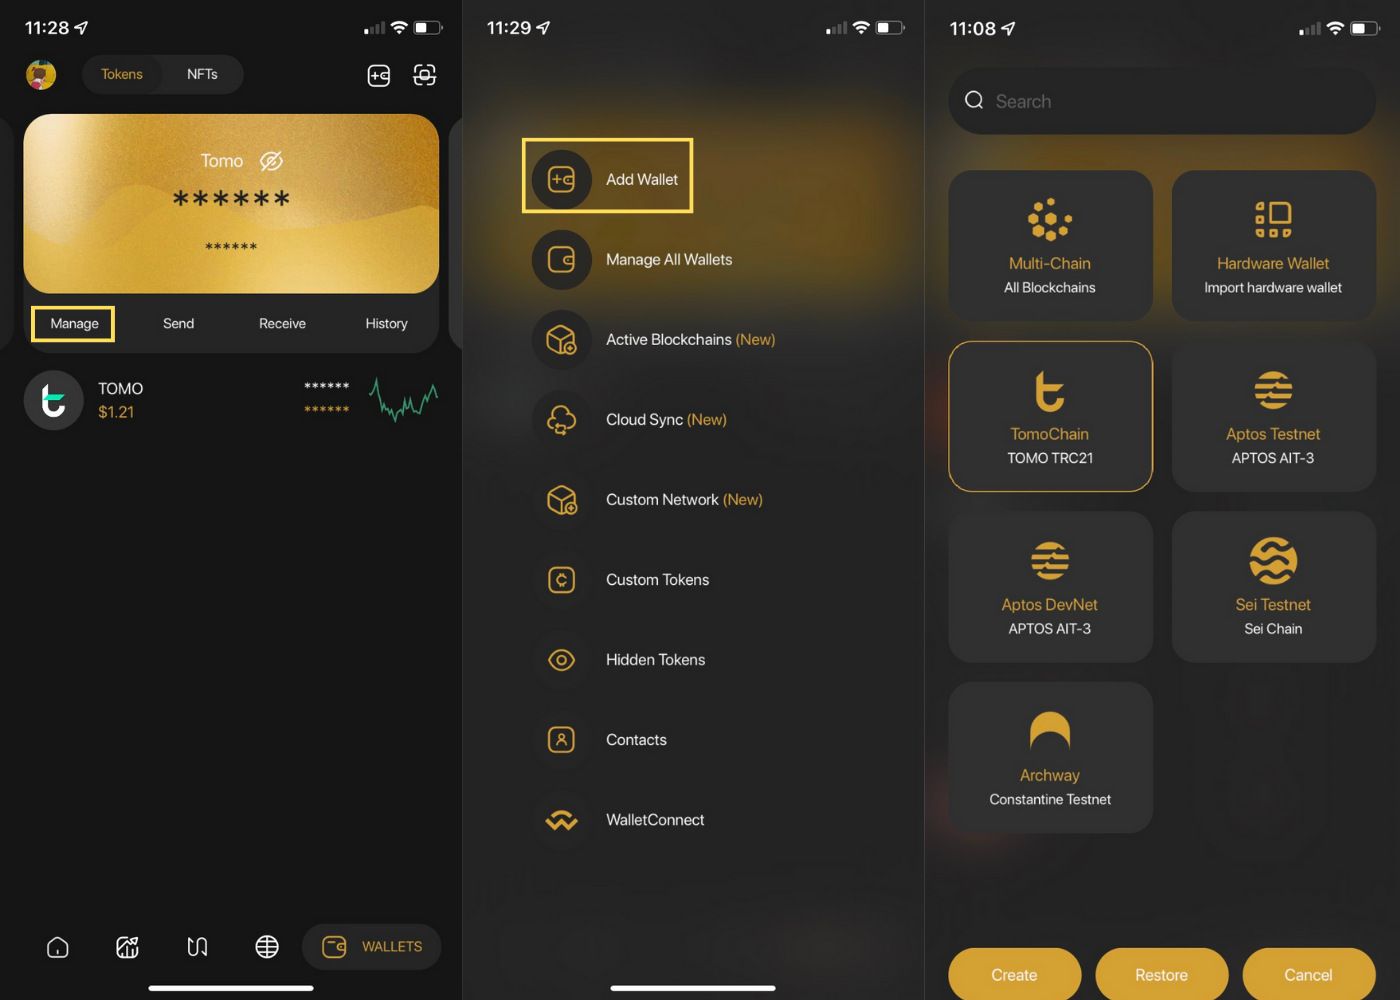 11:28
Tokens
NFTs
Tomo
******
******
Manage
Send
Receive
History
TOMO
$1.21
******
******
WALLETS
11:29
Add Wallet
Manage All Wallets
Active Blockchains (New)
Cloud Sync (New)
Custom Network (New)
Custom Tokens
Hidden Tokens
Contacts
WalletConnect
11:08
Search
Multi-Chain
All Blockchains
Hardware Wallet
Import hardware wallet
TomoChain
TOMO TRC21
Aptos Testnet
APTOS AIT-3
Aptos DevNet
APTOS AIT-3
Sei Testnet
Sei Chain
Archway
Constantine Testnet
Create
Restore
Cancel